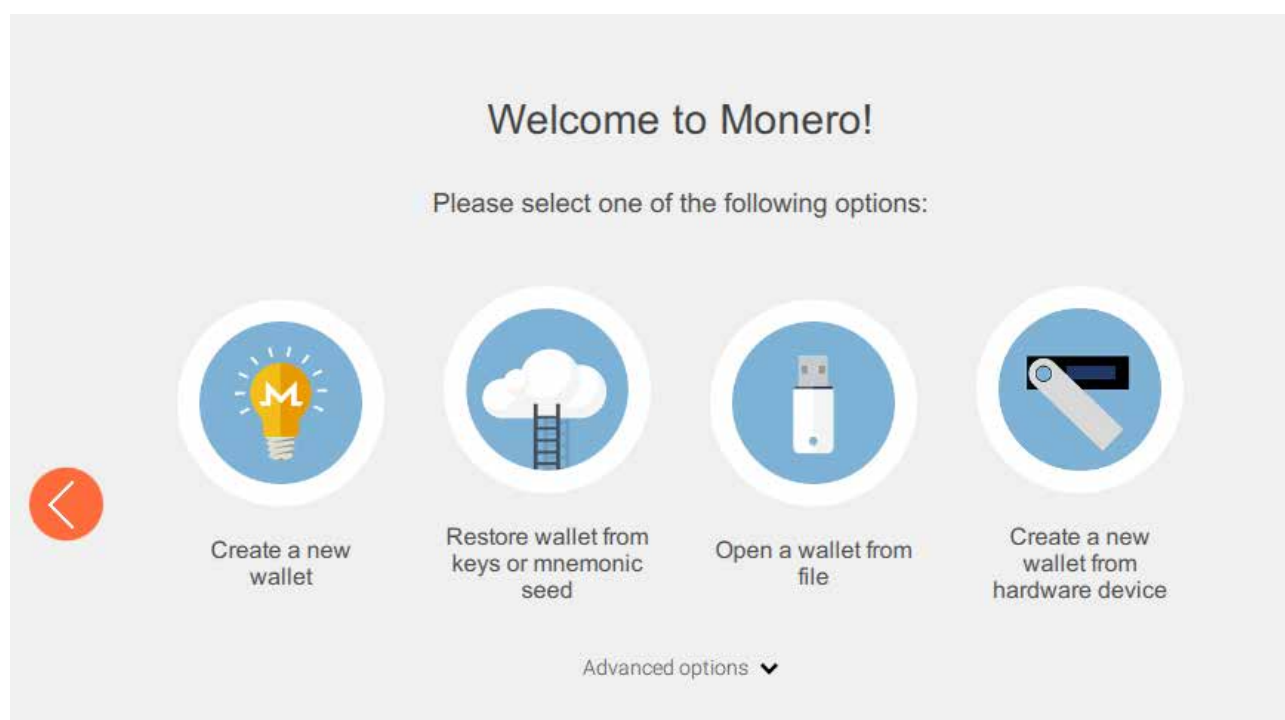 Welcome to Monero!
Please select one of the following options:
Create a new
wallet
Restore wallet from
keys or mnemonic
seed
Open a wallet from
file
Create a new
wallet from
hardware device
Advanced options